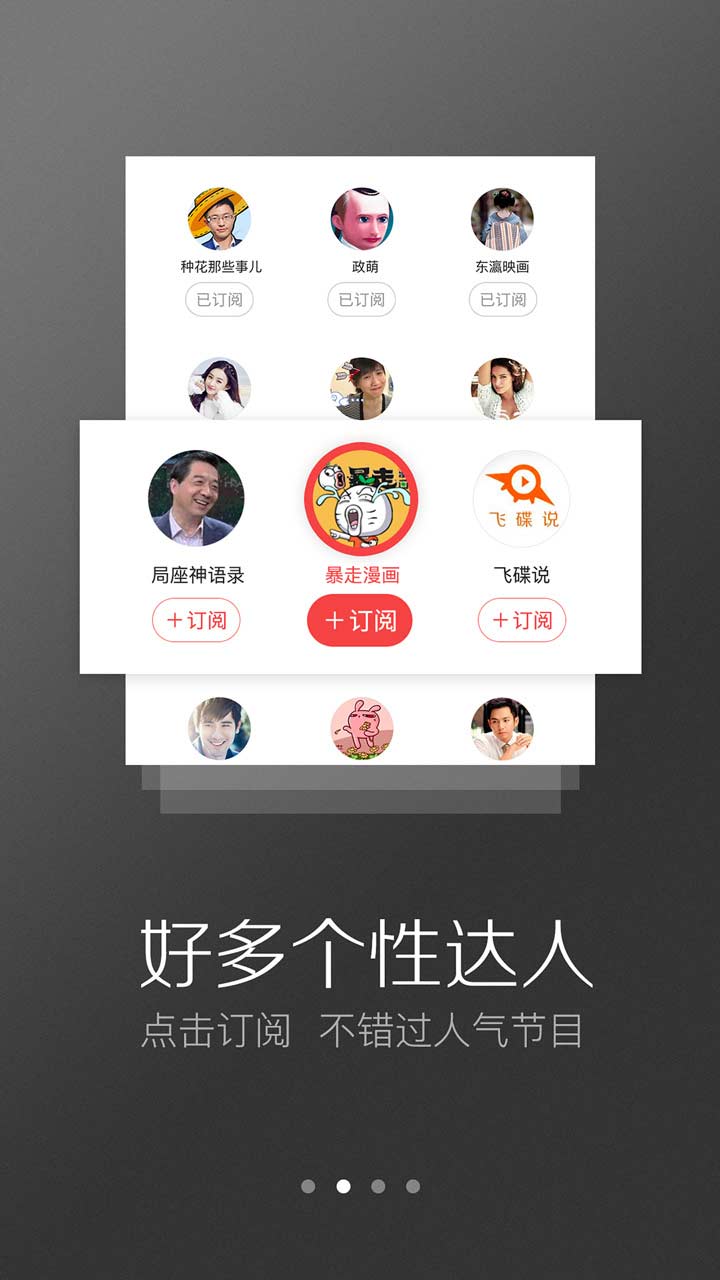 种花那些事儿 政萌 东瀛映画
已订阅 已订阅 已订阅
暴走
飞碟说
局座神语录 暴走漫画 飞碟说
+订阅 +订阅 +订阅
好多个性达人
点击订阅 不错过人气节目